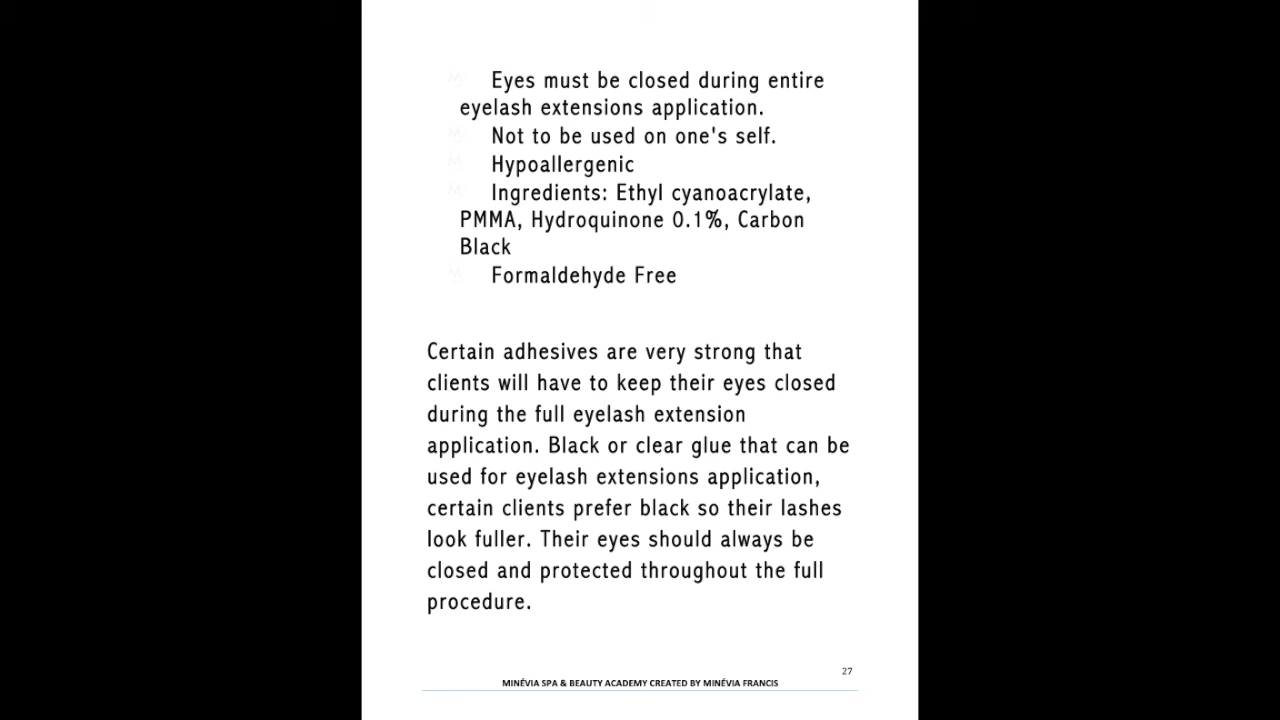 Eyes must be closed during entire
eyelash extensions application.
Not to be used on one's self.
Hypoallergenic
Ingredients: Ethyl cyanoacrylate,
PMMA, Hydroquinone 0.1%, Carbon
Black
Formaldehyde Free
Certain adhesives are very strong that
clients will have to keep their eyes closed
during the full eyelash extension
application. Black or clear glue that can be
used for eyelash extensions application,
certain clients prefer black so their lashes
look fuller. Their eyes should always be
closed and protected throughout the full
procedure.
27
MINÉVIA SPA & BEAUTY ACADEMY CREATED BY MINÉVIA FRANCIS